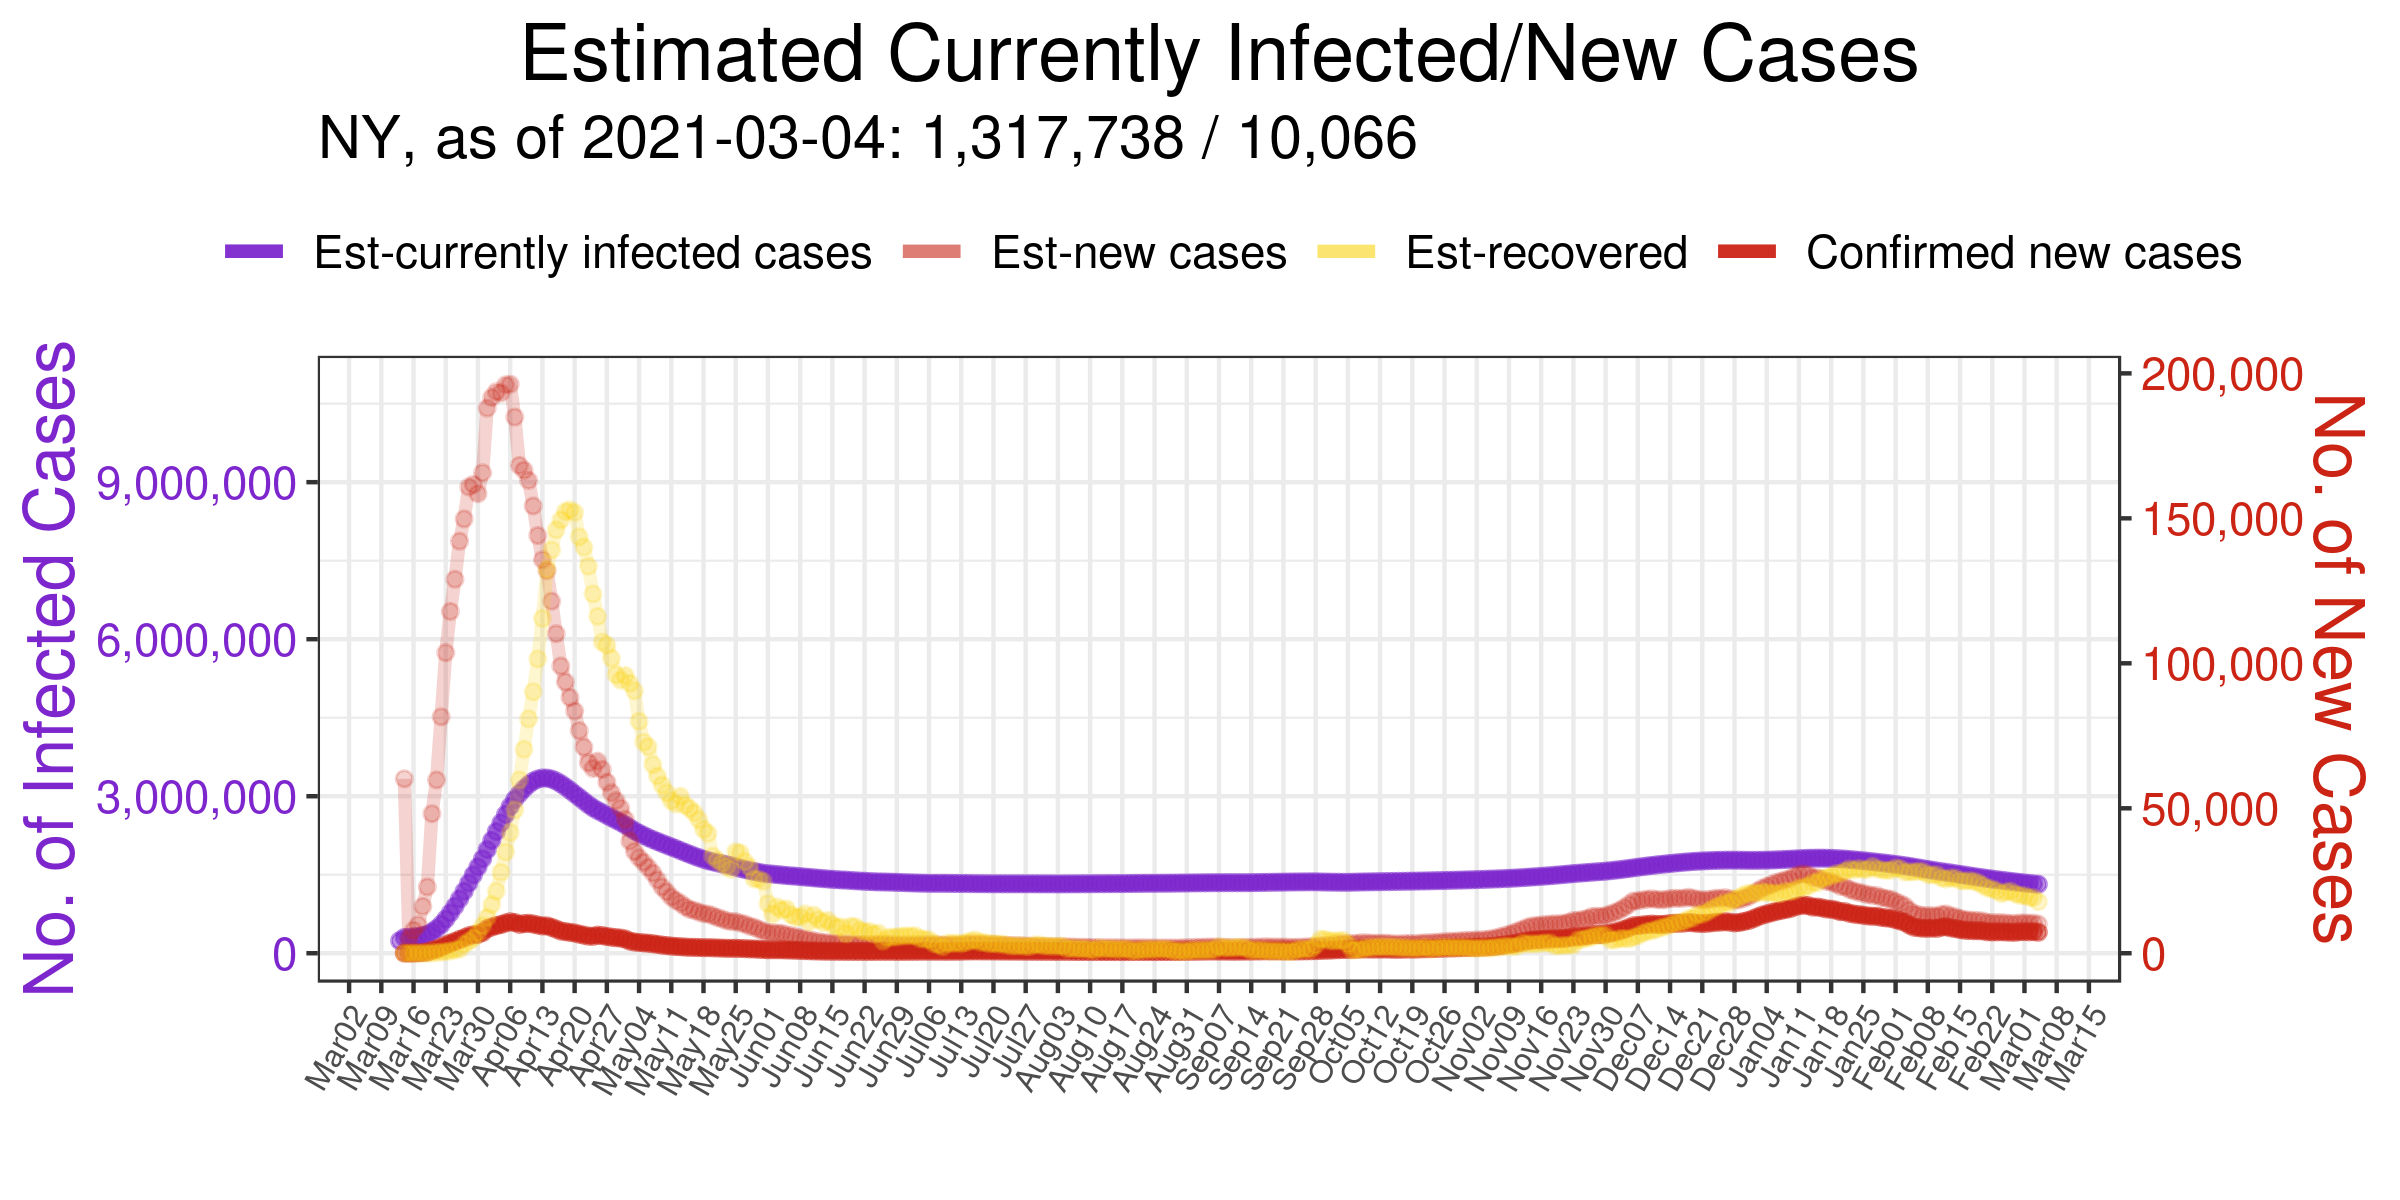 Estimated Currently Infected/New Cases
NY, as of 2021-03-04: 1,317,738 / 10,066
Est-currently infected cases Est-new cases Est-recovered Confirmed new cases
No. of Infected Cases
9,000,000
6,000,000
3,000,000
0
200,000
150,000
100,000
50,000
0
No. of New Cases
Mar02 Mar09 Mar16 Mar23 Mar30 Apr06 Apr13 Apr20 Apr27 May04 May11 May18 May25 Jun01 Jun08 Jun15 Jun22 Jun29 Jul06 Jul13 Jul20 Jul27 Aug03 Aug10 Aug17 Aug24 Aug31 Sep07 Sep14 Sep21 Sep28 Oct05 Oct12 Oct19 Oct26 Nov02 Nov09 Nov16 Nov23 Nov30 Dec07 Dec14 Dec21 Dec28 Jan04 Jan11 Jan18 Jan25 Feb01 Feb08 Feb15 Feb22 Mar01 Mar08 Mar15